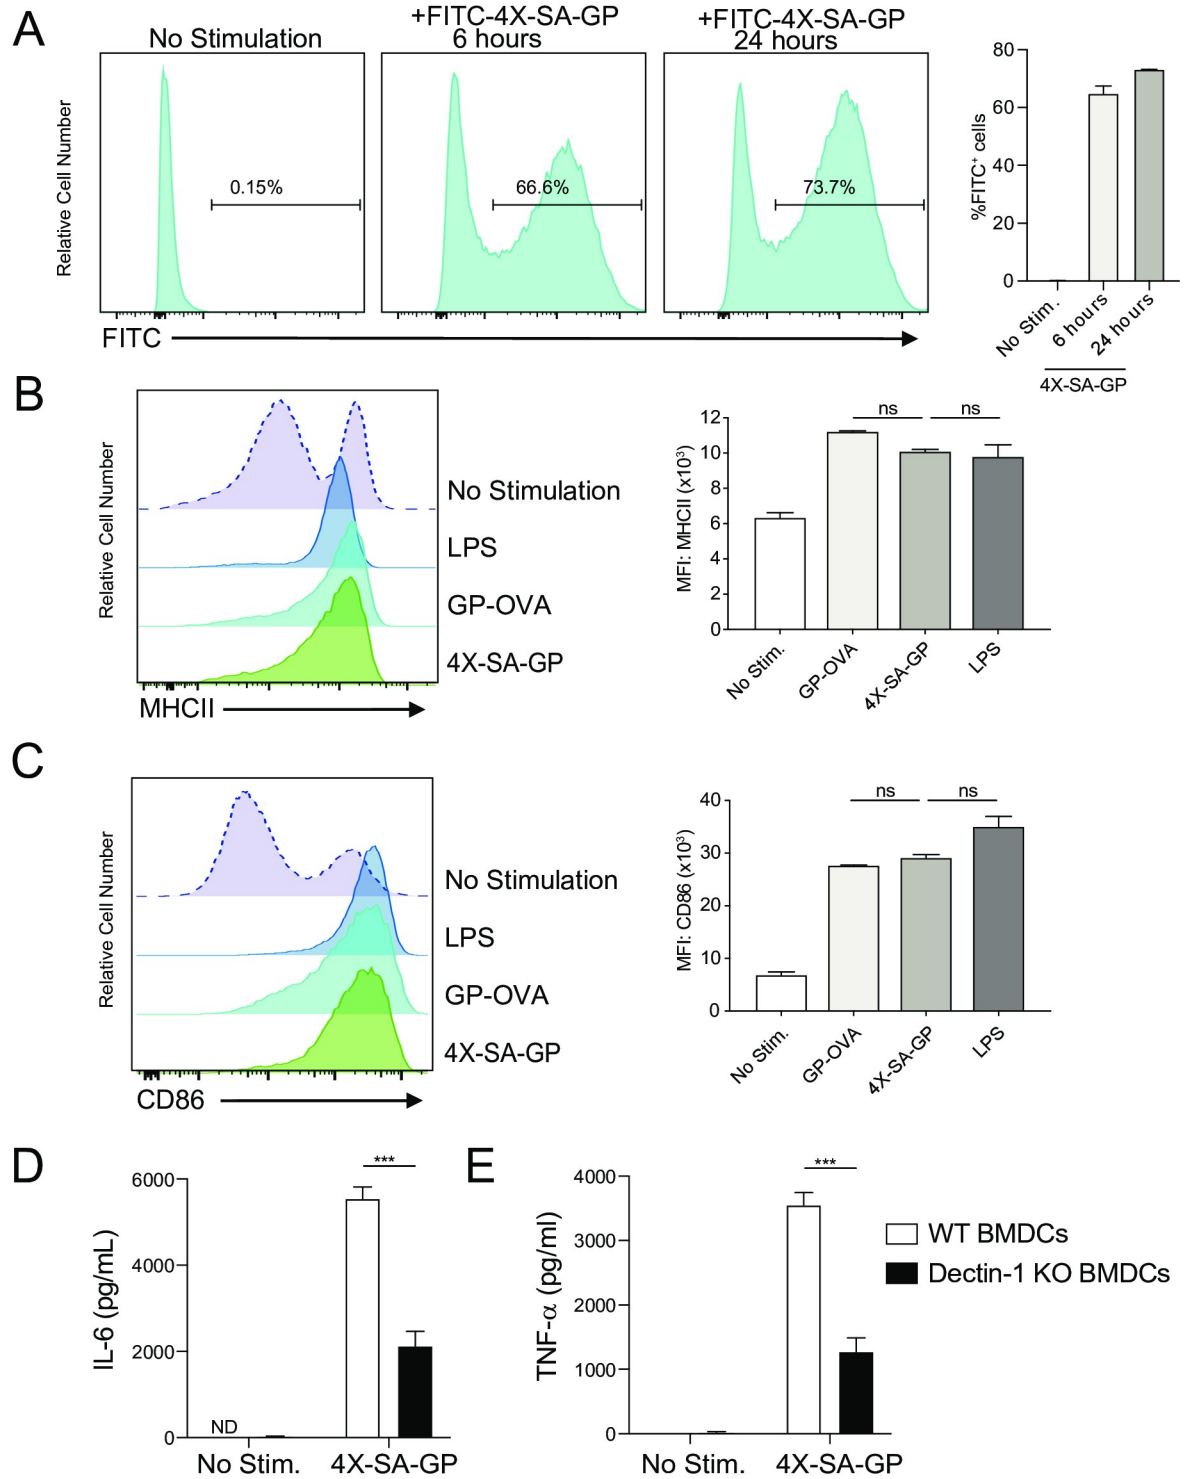 A
No Stimulation
+FITC-4X-SA-GP
6 hours
+FITC-4X-SA-GP
24 hours
Relative Cell Number
0.15%
66.6%
73.7%
FITC
%FITC⁺ cells
80
60
40
20
0
No Stim.
6 hours
24 hours
4X-SA-GP
B
Relative Cell Number
No Stimulation
LPS
GP-OVA
4X-SA-GP
MHCII
MFI: MHCII (x10³)
12
10
8
6
4
2
0
ns
ns
No Stim.
GP-OVA
4X-SA-GP
LPS
C
Relative Cell Number
No Stimulation
LPS
GP-OVA
4X-SA-GP
CD86
MFI: CD86 (x10³)
40
30
20
10
0
ns
ns
No Stim.
GP-OVA
4X-SA-GP
LPS
D
IL-6 (pg/mL)
6000
4000
2000
0
***
ND
No Stim.
4X-SA-GP
E
TNF-α (pg/ml)
4000
3000
2000
1000
0
***
No Stim.
4X-SA-GP
WT BMDCs
Dectin-1 KO BMDCs